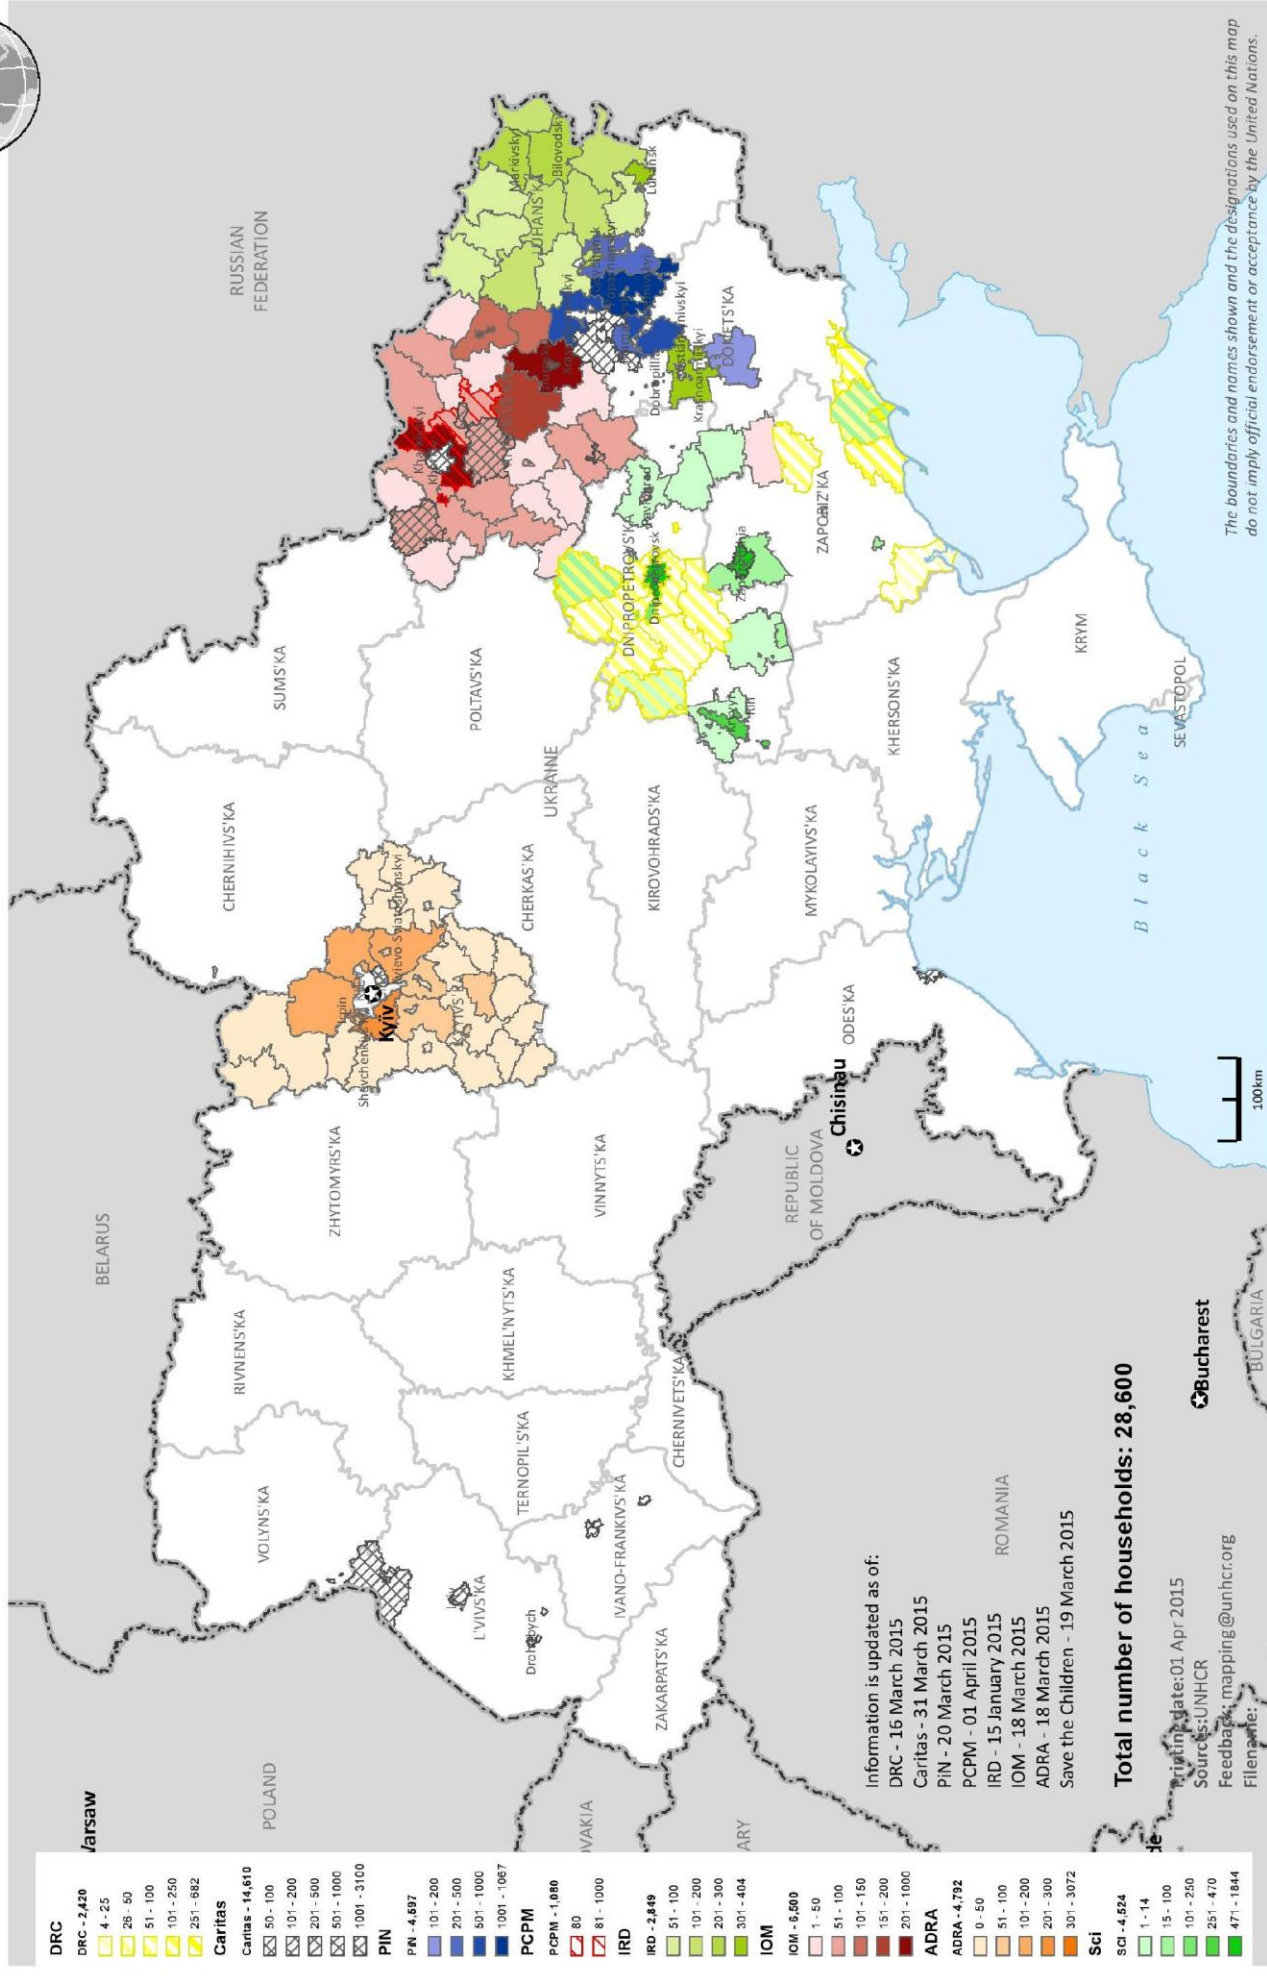 DRC
DRC - 2,420
4 - 25
26 - 50
51 - 100
101 - 250
251 - 682
Caritas
Caritas - 14,610
50 - 100
101 - 200
201 - 500
501 - 1000
1001 - 3100
PIN
PiN - 4,697
101 - 200
201 - 500
501 - 1000
1001 - 1067
PCPM
PCPM - 1,080
80
81 - 1000
IRD
IRD - 2,849
51 - 100
101 - 200
201 - 300
301 - 404
IOM
IOM - 6,500
1 - 50
51 - 100
101 - 150
151 - 200
201 - 1000
ADRA
ADRA - 4,792
0 - 50
51 - 100
101 - 200
201 - 300
301 - 3072
Sci
SCI - 4,524
1 - 14
15 - 100
101 - 250
251 - 470
471 - 1844
POLAND
BELARUS
RUSSIAN
FEDERATION
VOLYNS'KA
RIVNENS'KA
ZHYTOMYRS'KA
CHERNIHIVS'KA
SUMS'KA
L'VIVS'KA
Drohobych
TERNOPIL'S'KA
KHMEL'NYTS'KA
VINNYTS'KA
IVANO-FRANKIVS'KA
ZAKARPATS'KA
CHERNIVETS'KA
Kyiv
CHERKAS'KA
UKRAINE
POLTAVS'KA
KIROVOHRADS'KA
MYKOLAYIVS'KA
ODES'KA
KHERSONS'KA
DNIPROPETROVS'KA
ZAPORIZ'KA
DONETS'KA
LUHANS'KA
Markivskyi
Luhansk
KRYM
SEVASTOPOL
Black Sea
REPUBLIC
OF MOLDOVA
Chisinau
ROMANIA
Bucharest
BULGARIA
100km
Information is updated as of:
DRC - 16 March 2015
Caritas - 31 March 2015
PiN - 20 March 2015
PCPM - 01 April 2015
IRD - 15 January 2015
IOM - 18 March 2015
ADRA - 18 March 2015
Save the Children - 19 March 2015
Total number of households: 28,600
Printing date:01 Apr 2015
Sources:UNHCR
Feedback: mapping@unhcr.org
Filename:
The boundaries and names shown and the designations used on this map
do not imply official endorsement or acceptance by the United Nations.